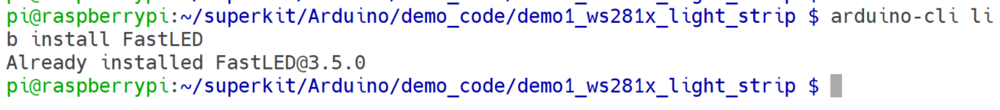 pi@raspberrypi:~/superkit/Arduino/demo_code/demo1_ws281x_light_strip $ arduino-cli li
b install FastLED
Already installed FastLED@3.5.0
pi@raspberrypi:~/superkit/Arduino/demo_code/demo1_ws281x_light_strip $